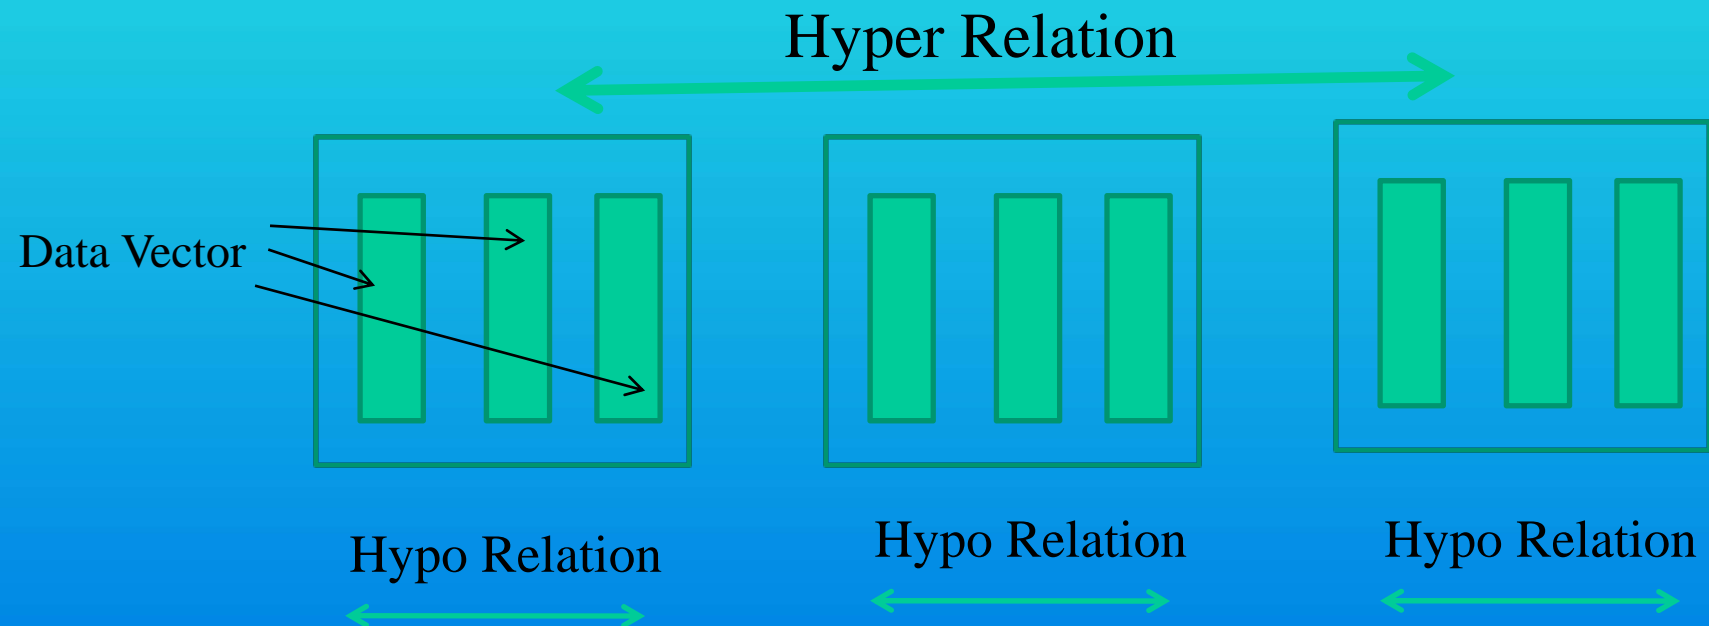 Hyper Relation
Data Vector
Hypo Relation
Hypo Relation
Hypo Relation